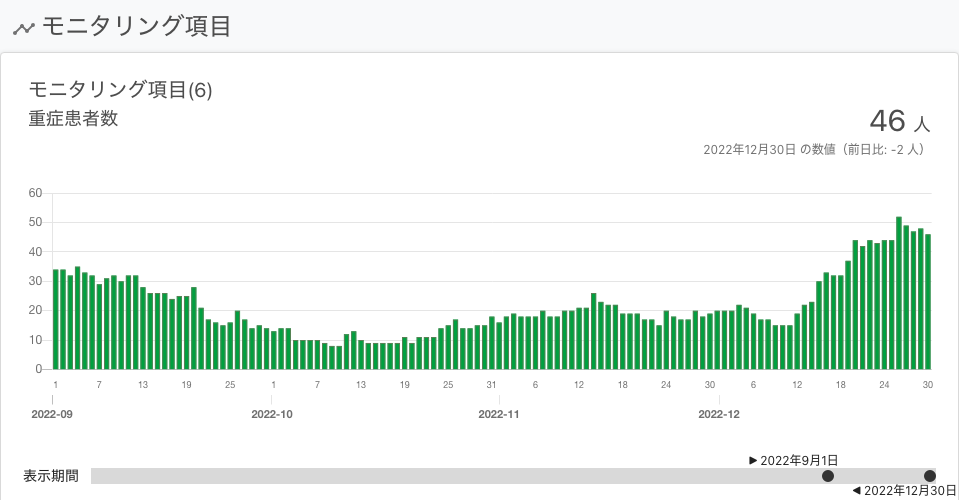 モニタリング項目
モニタリング項目(6)
重症患者数
46 人
2022年12月30日 の数値（前日比: -2 人）
60
50
40
30
20
10
0
1 7 13 19 25 1 7 13 19 25 31 6 12 18 24 30 6 12 18 24 30
2022-09 2022-10 2022-11 2022-12
▶ 2022年9月1日
表示期間
◀ 2022年12月30日